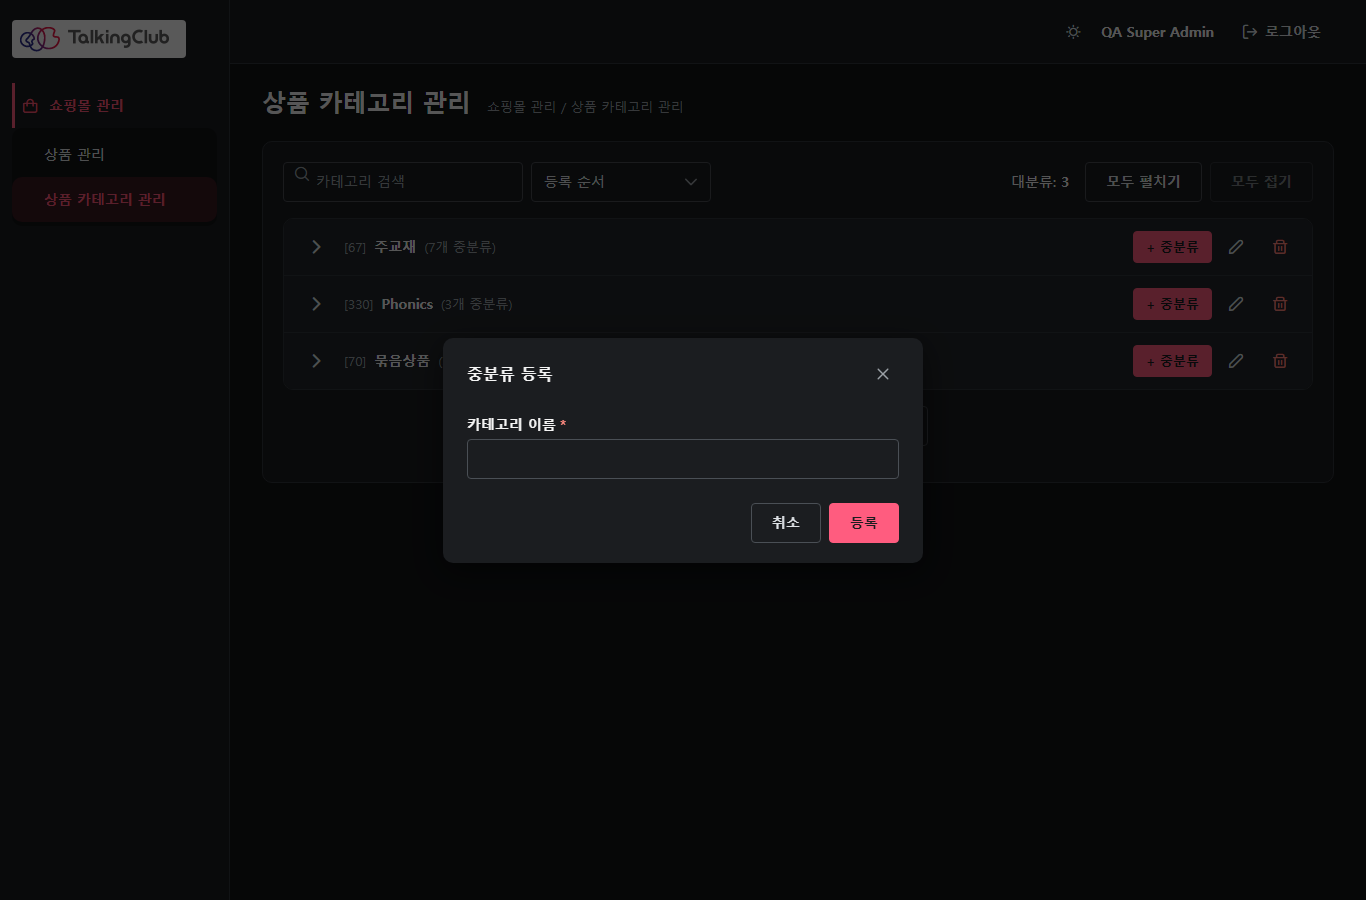 TalkingClub
QA Super Admin
로그아웃
쇼핑몰 관리
상품 관리
상품 카테고리 관리
상품 카테고리 관리
쇼핑몰 관리 / 상품 카테고리 관리
카테고리 검색
등록 순서
대분류: 3
모두 펼치기
모두 접기
[67] 주교재 (7개 중분류)
+ 중분류
[330] Phonics (3개 중분류)
+ 중분류
[70] 묶음상품 (
+ 중분류
중분류 등록
카테고리 이름 *
취소
등록